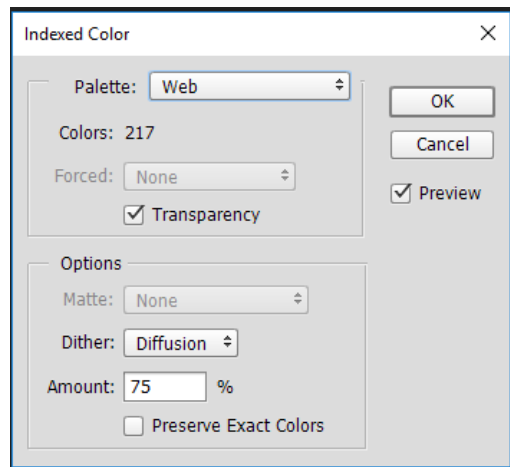 Indexed Color
Palette: Web
OK
Colors: 217
Cancel
Forced: None
Preview
Transparency
Options
Matte: None
Dither: Diffusion
Amount: 75 %
Preserve Exact Colors